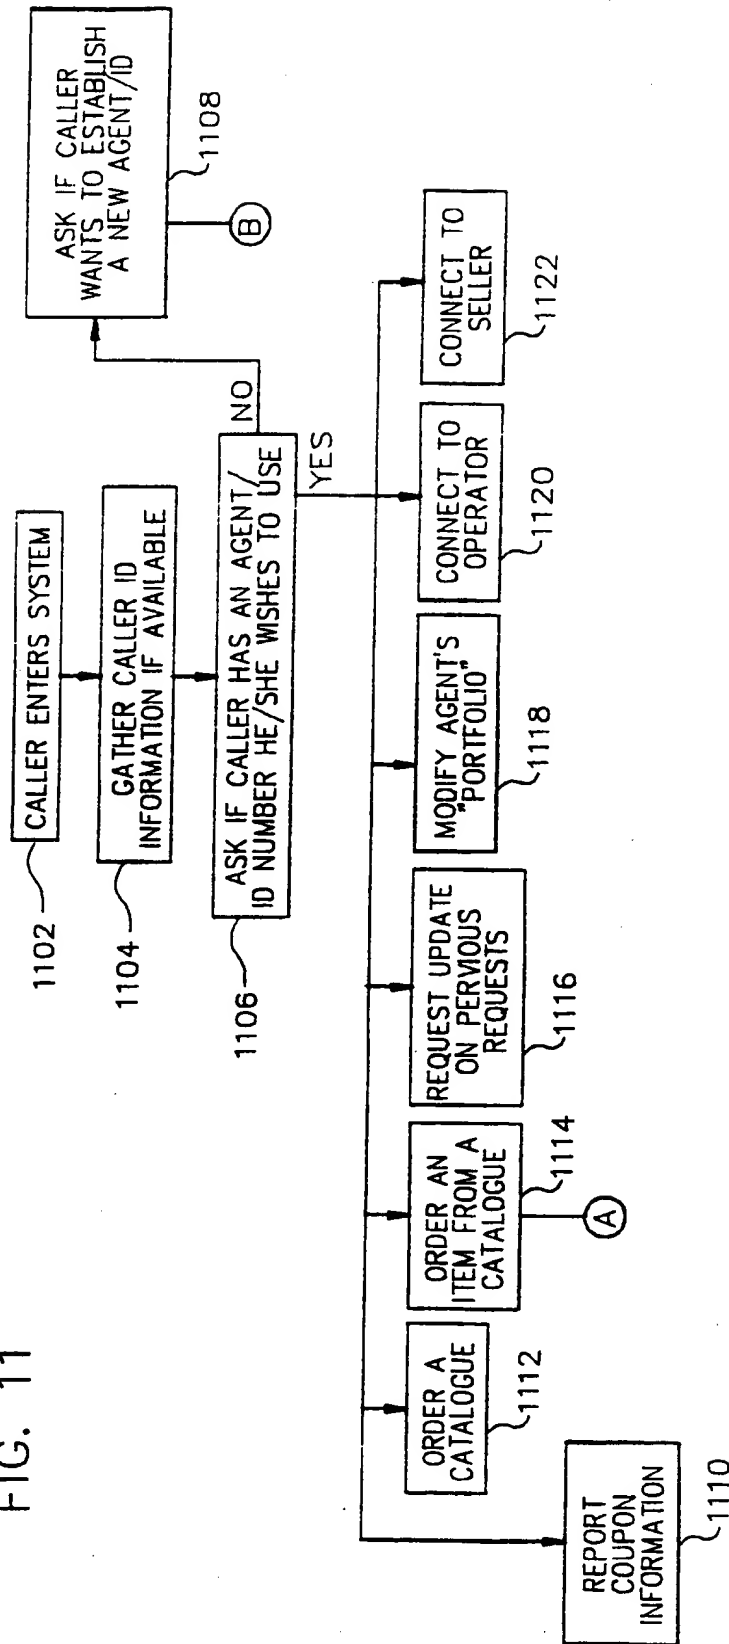 FIG. 11
CALLER ENTERS SYSTEM
1102
GATHER CALLER ID
INFORMATION IF AVAILABLE
1104
ASK IF CALLER HAS AN AGENT/
ID NUMBER HE/SHE WISHES TO USE
1106
NO
YES
ASK IF CALLER
WANTS TO ESTABLISH
A NEW AGENT/ID
1108
B
REPORT
COUPON
INFORMATION
1110
ORDER A
CATALOGUE
1112
ORDER AN
ITEM FROM A
CATALOGUE
1114
A
REQUEST UPDATE
ON PERVIOUS
REQUESTS
1116
MODIFY AGENT'S
"PORTFOLIO"
1118
CONNECT TO
OPERATOR
1120
CONNECT TO
SELLER
1122